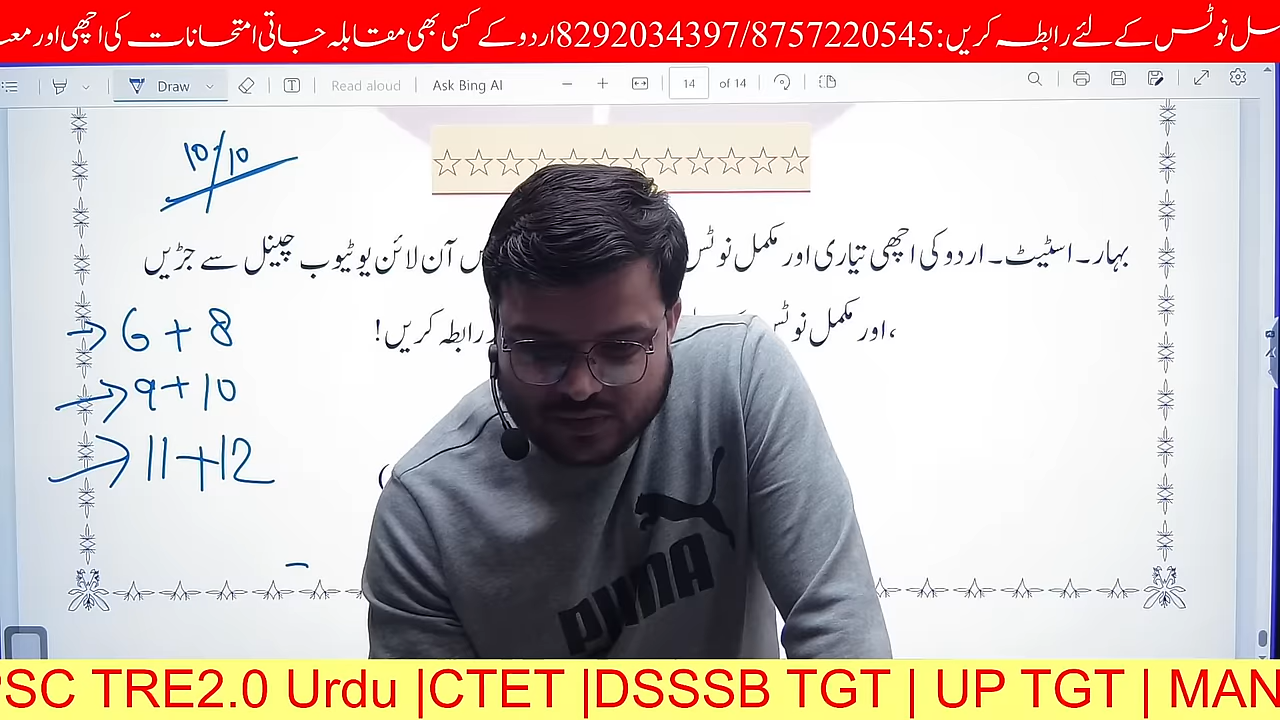 سل نوٹس کے لئے رابطہ کریں: 8292034397/8757220545 اردو کے کسی بھی مقابلہ جاتی امتحانات کی اچھی اور معب
Draw
Read aloud
Ask Bing AI
14
of 14
10/10
بہار۔ اسٹیٹ۔ اردو کی اچھی تیاری اور مکمل نوٹس س آن لائن یوٹیوب چینل سے جڑیں
،اور مکمل نوٹس رابطہ کریں!
→ 6 + 8
→ 9 + 10
→ 11 + 12
PUMA
PSC TRE2.0 Urdu |CTET |DSSSB TGT | UP TGT | MAN